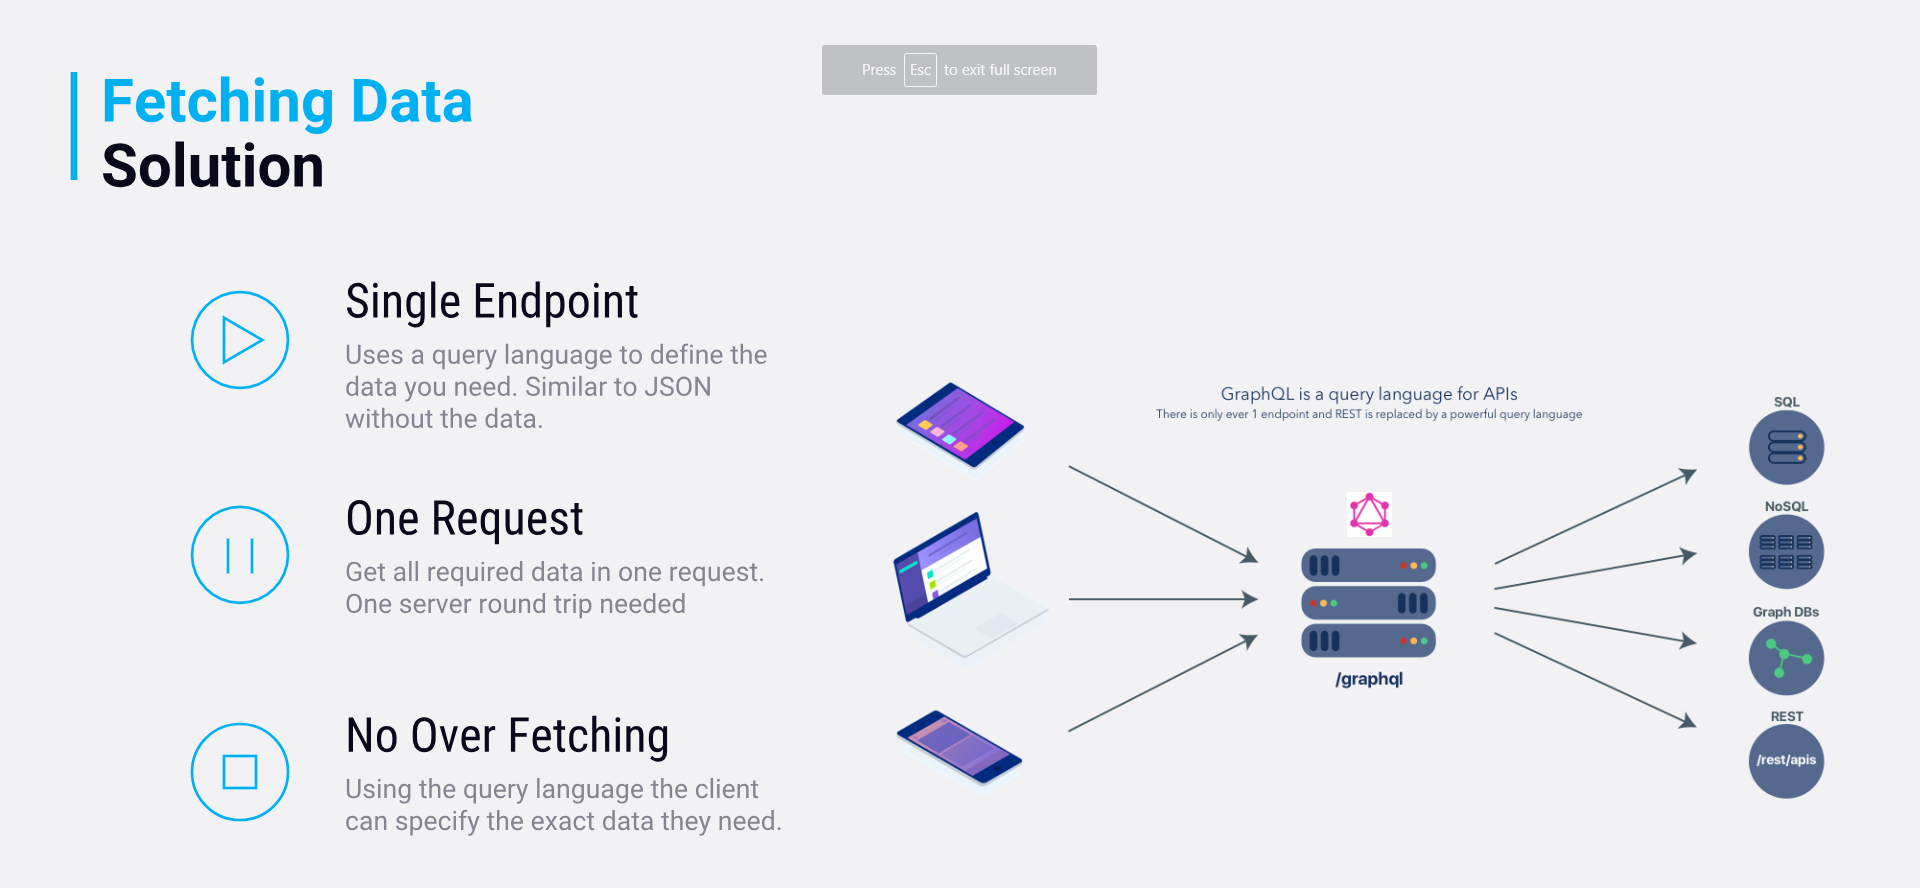 Press Esc to exit full screen
Fetching Data
Solution
Single Endpoint
Uses a query language to define the
data you need. Similar to JSON
without the data.
One Request
Get all required data in one request.
One server round trip needed
No Over Fetching
Using the query language the client
can specify the exact data they need.
GraphQL is a query language for APIs
There is only ever 1 endpoint and REST is replaced by a powerful query language
/graphql
SQL
NoSQL
Graph DBs
REST
/rest/apis